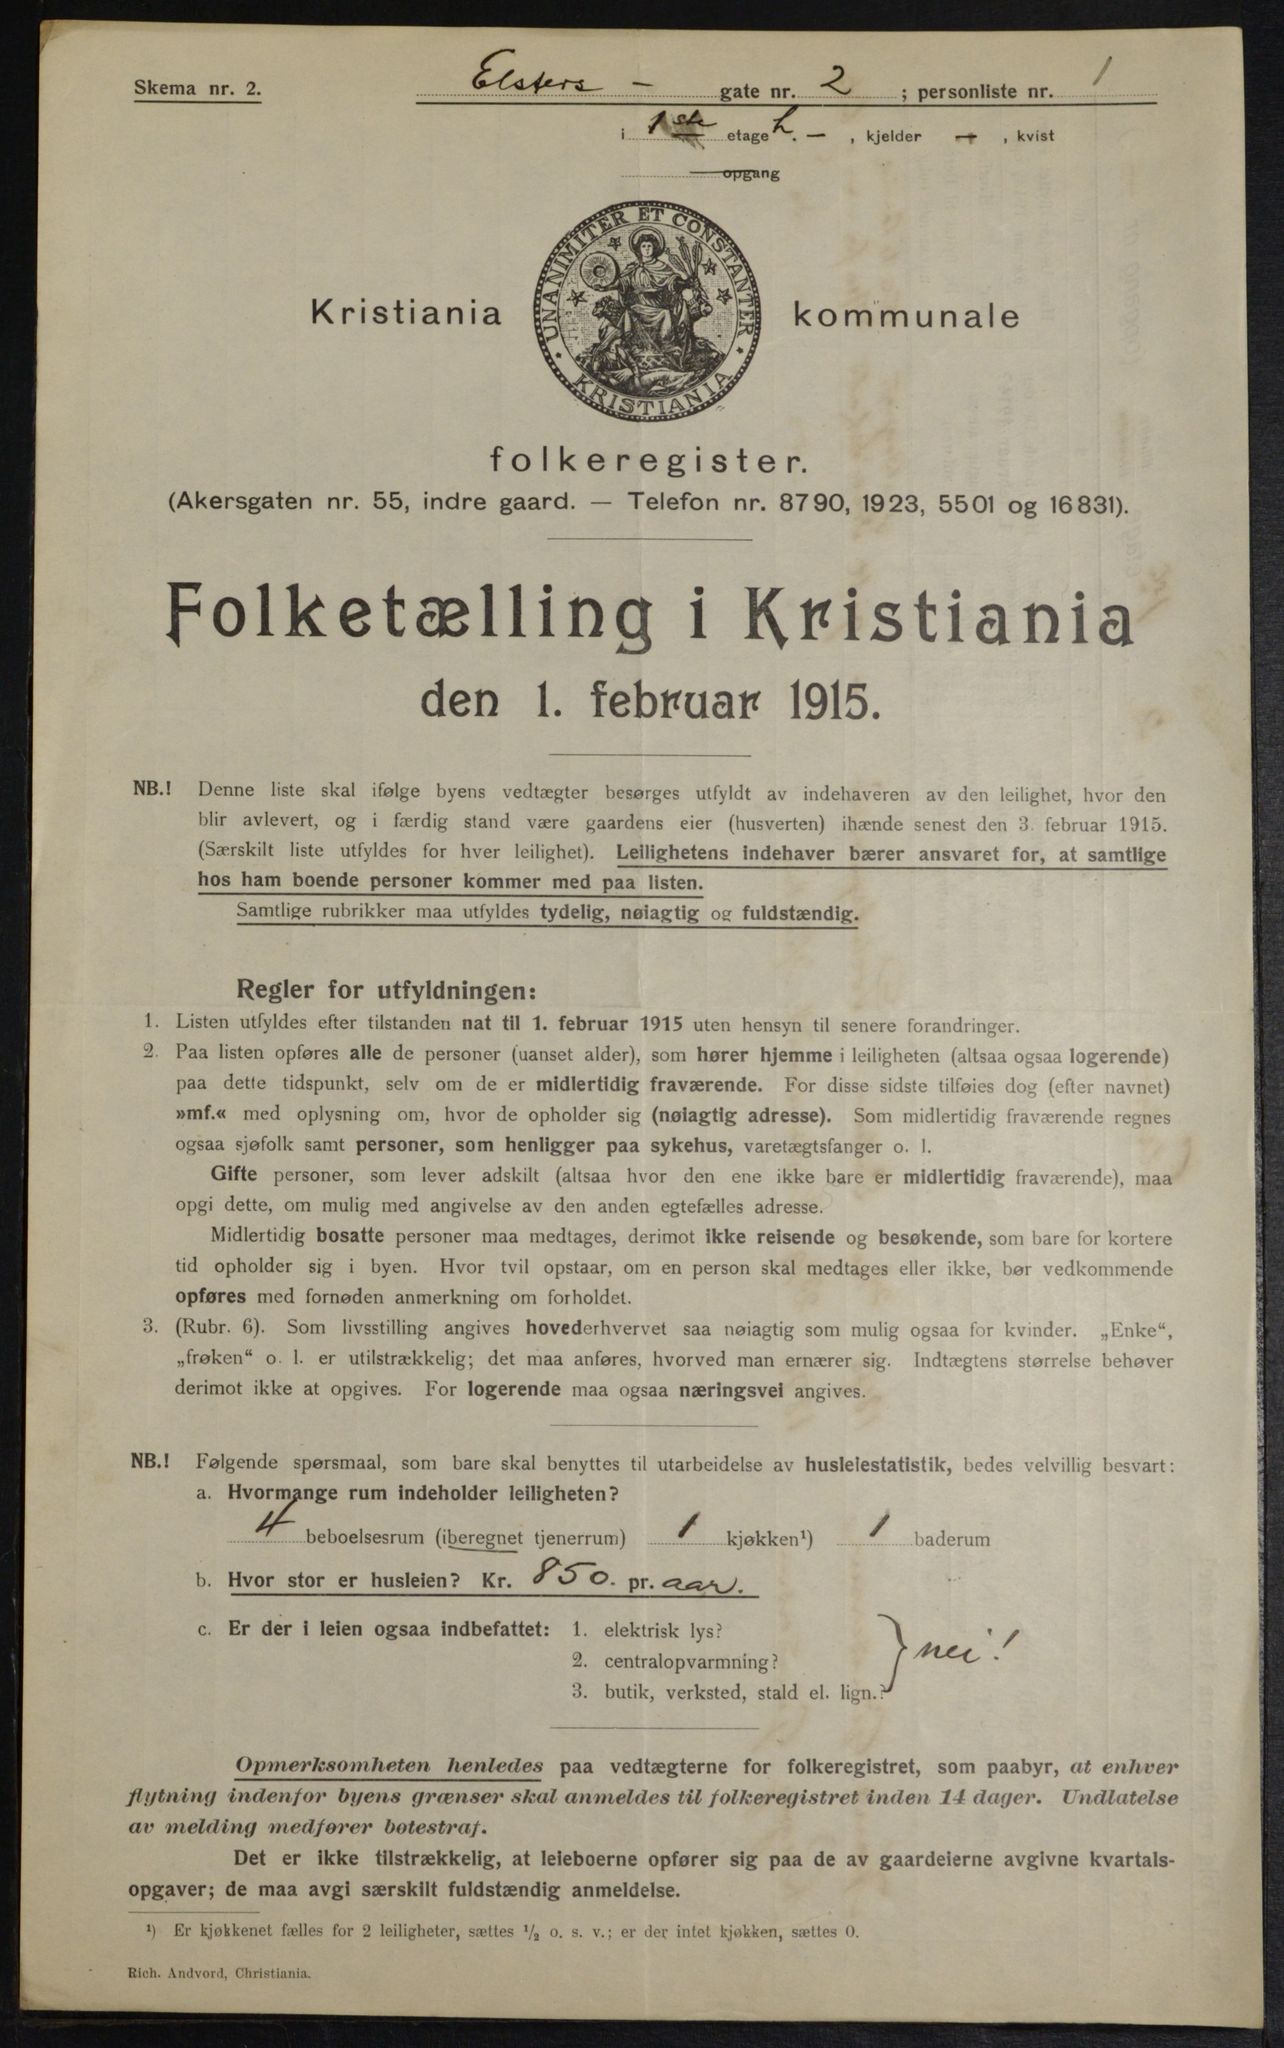 Skema nr. 2.
Elsters - gate nr. 2 ; personliste nr. 1
i 1ste etage h. - , kjelder - , kvist
opgang
UNANIMITER ET CONSTANTER
KRISTIANIA
Kristiania kommunale
folkeregister.
(Akersgaten nr. 55, indre gaard. — Telefon nr. 8790, 1923, 5501 og 16831).
Folketælling i Kristiania
den 1. februar 1915.
NB.! Denne liste skal ifølge byens vedtægter besørges utfyldt av indehaveren av den leilighet, hvor den
blir avlevert, og i færdig stand være gaardens eier (husverten) ihænde senest den 3. februar 1915.
(Særskilt liste utfyldes for hver leilighet). Leilighetens indehaver bærer ansvaret for, at samtlige
hos ham boende personer kommer med paa listen.
Samtlige rubrikker maa utfyldes tydelig, nøiagtig og fuldstændig.
Regler for utfyldningen:
1. Listen utfyldes efter tilstanden nat til 1. februar 1915 uten hensyn til senere forandringer.
2. Paa listen opføres alle de personer (uanset alder), som hører hjemme i leiligheten (altsaa ogsaa logerende)
paa dette tidspunkt, selv om de er midlertidig fraværende. For disse sidste tilføies dog (efter navnet)
»mf.« med oplysning om, hvor de opholder sig (nøiagtig adresse). Som midlertidig fraværende regnes
ogsaa sjøfolk samt personer, som henligger paa sykehus, varetægtsfanger o. l.
Gifte personer, som lever adskilt (altsaa hvor den ene ikke bare er midlertidig fraværende), maa
opgi dette, om mulig med angivelse av den anden egtefælles adresse.
Midlertidig bosatte personer maa medtages, derimot ikke reisende og besøkende, som bare for kortere
tid opholder sig i byen. Hvor tvil opstaar, om en person skal medtages eller ikke, bør vedkommende
opføres med fornøden anmerkning om forholdet.
3. (Rubr. 6). Som livsstilling angives hovederhvervet saa nøiagtig som mulig ogsaa for kvinder. „Enke“,
„frøken“ o. l. er utilstrækkelig; det maa anføres, hvorved man ernærer sig. Indtægtens størrelse behøver
derimot ikke at opgives. For logerende maa ogsaa næringsvei angives.
NB.! Følgende spørsmaal, som bare skal benyttes til utarbeidelse av husleiestatistik, bedes velvillig besvart:
a. Hvormange rum indeholder leiligheten?
4 beboelsesrum (iberegnet tjenerrum) 1 kjøkken¹) 1 baderum
b. Hvor stor er husleien? Kr. 850. pr. aar.
c. Er der i leien ogsaa indbefattet: 1. elektrisk lys?
2. centralopvarmning? } nei!
3. butik, verksted, stald el. lign.?
Opmerksomheten henledes paa vedtægterne for folkeregistret, som paabyr, at enhver
flytning indenfor byens grænser skal anmeldes til folkeregistret inden 14 dager. Undlatelse
av melding medfører bøtestraf.
Det er ikke tilstrækkelig, at leieboerne opfører sig paa de av gaardeierne avgivne kvartals-
opgaver; de maa avgi særskilt fuldstændig anmeldelse.
¹) Er kjøkkenet fælles for 2 leiligheter, sættes ½ o. s. v.; er der intet kjøkken, sættes 0.
Rich. Andvord, Christiania.